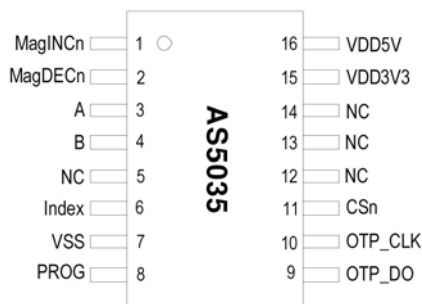 MagINCn 1 16 VDD5V
MagDECn 2 15 VDD3V3
A 3 14 NC
B 4 13 NC
NC 5 12 NC
Index 6 11 CSn
VSS 7 10 OTP_CLK
PROG 8 9 OTP_DO
AS5035